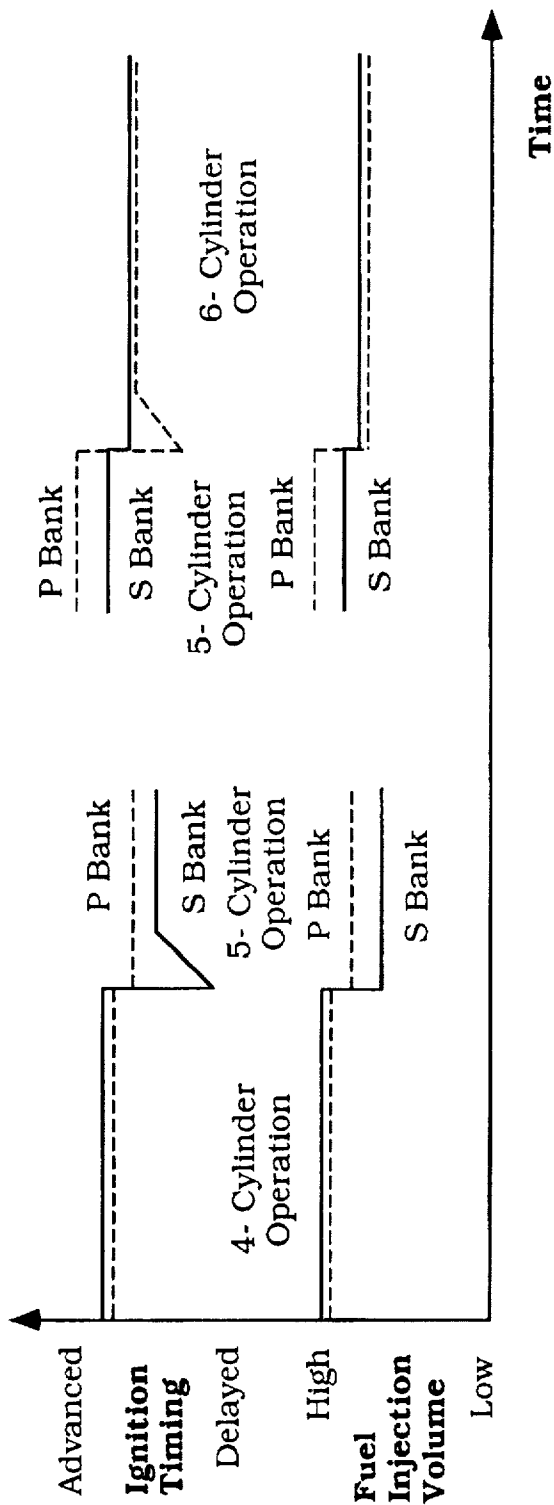 Advanced
Ignition
Timing
Delayed
High
Fuel
Injection
Volume
Low
4- Cylinder
Operation
P Bank
S Bank
5- Cylinder
Operation
P Bank
S Bank
P Bank
S Bank
5- Cylinder
Operation
P Bank
S Bank
6- Cylinder
Operation
Time